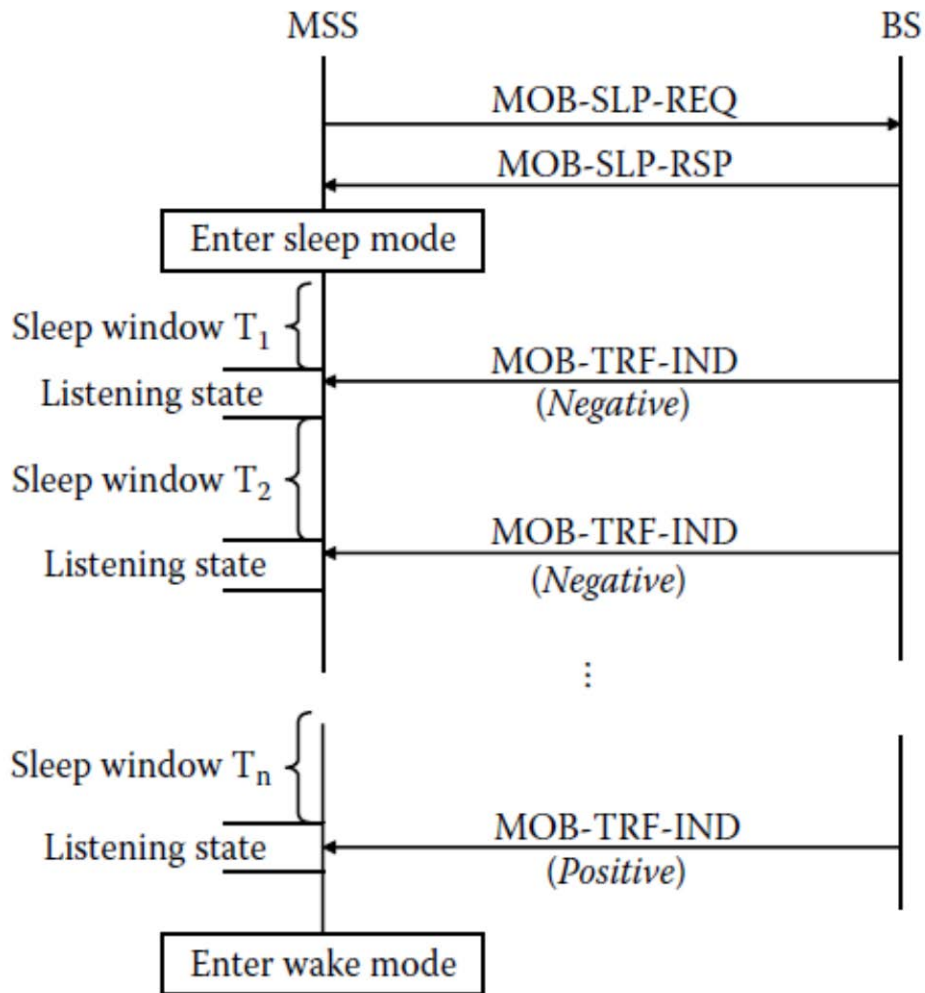 MSS BS
MOB-SLP-REQ
MOB-SLP-RSP
Enter sleep mode
Sleep window T₁
MOB-TRF-IND
Listening state
(Negative)
Sleep window T₂
MOB-TRF-IND
Listening state
(Negative)
⋮
Sleep window Tₙ
MOB-TRF-IND
Listening state
(Positive)
Enter wake mode